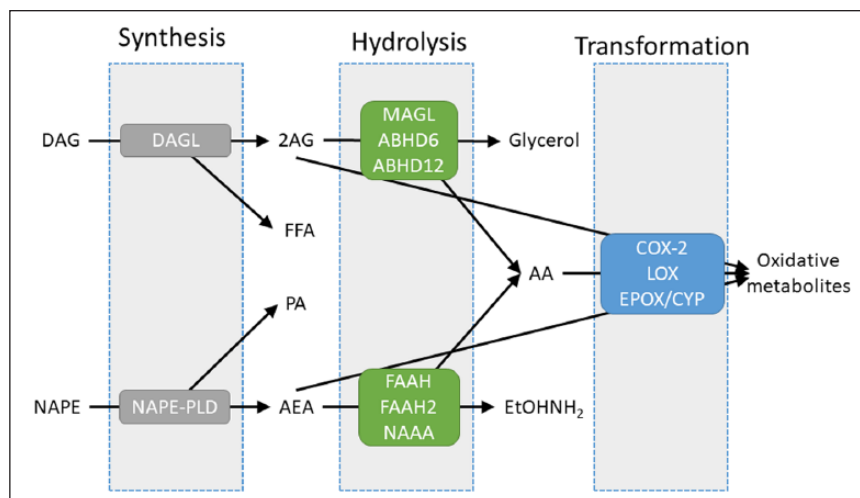 Synthesis
Hydrolysis
Transformation
DAG
DAGL
2AG
MAGL
ABHD6
ABHD12
Glycerol
FFA
COX-2
LOX
EPOX/CYP
AA
Oxidative
metabolites
PA
NAPE
NAPE-PLD
AEA
FAAH
FAAH2
NAAA
EtOHNH₂